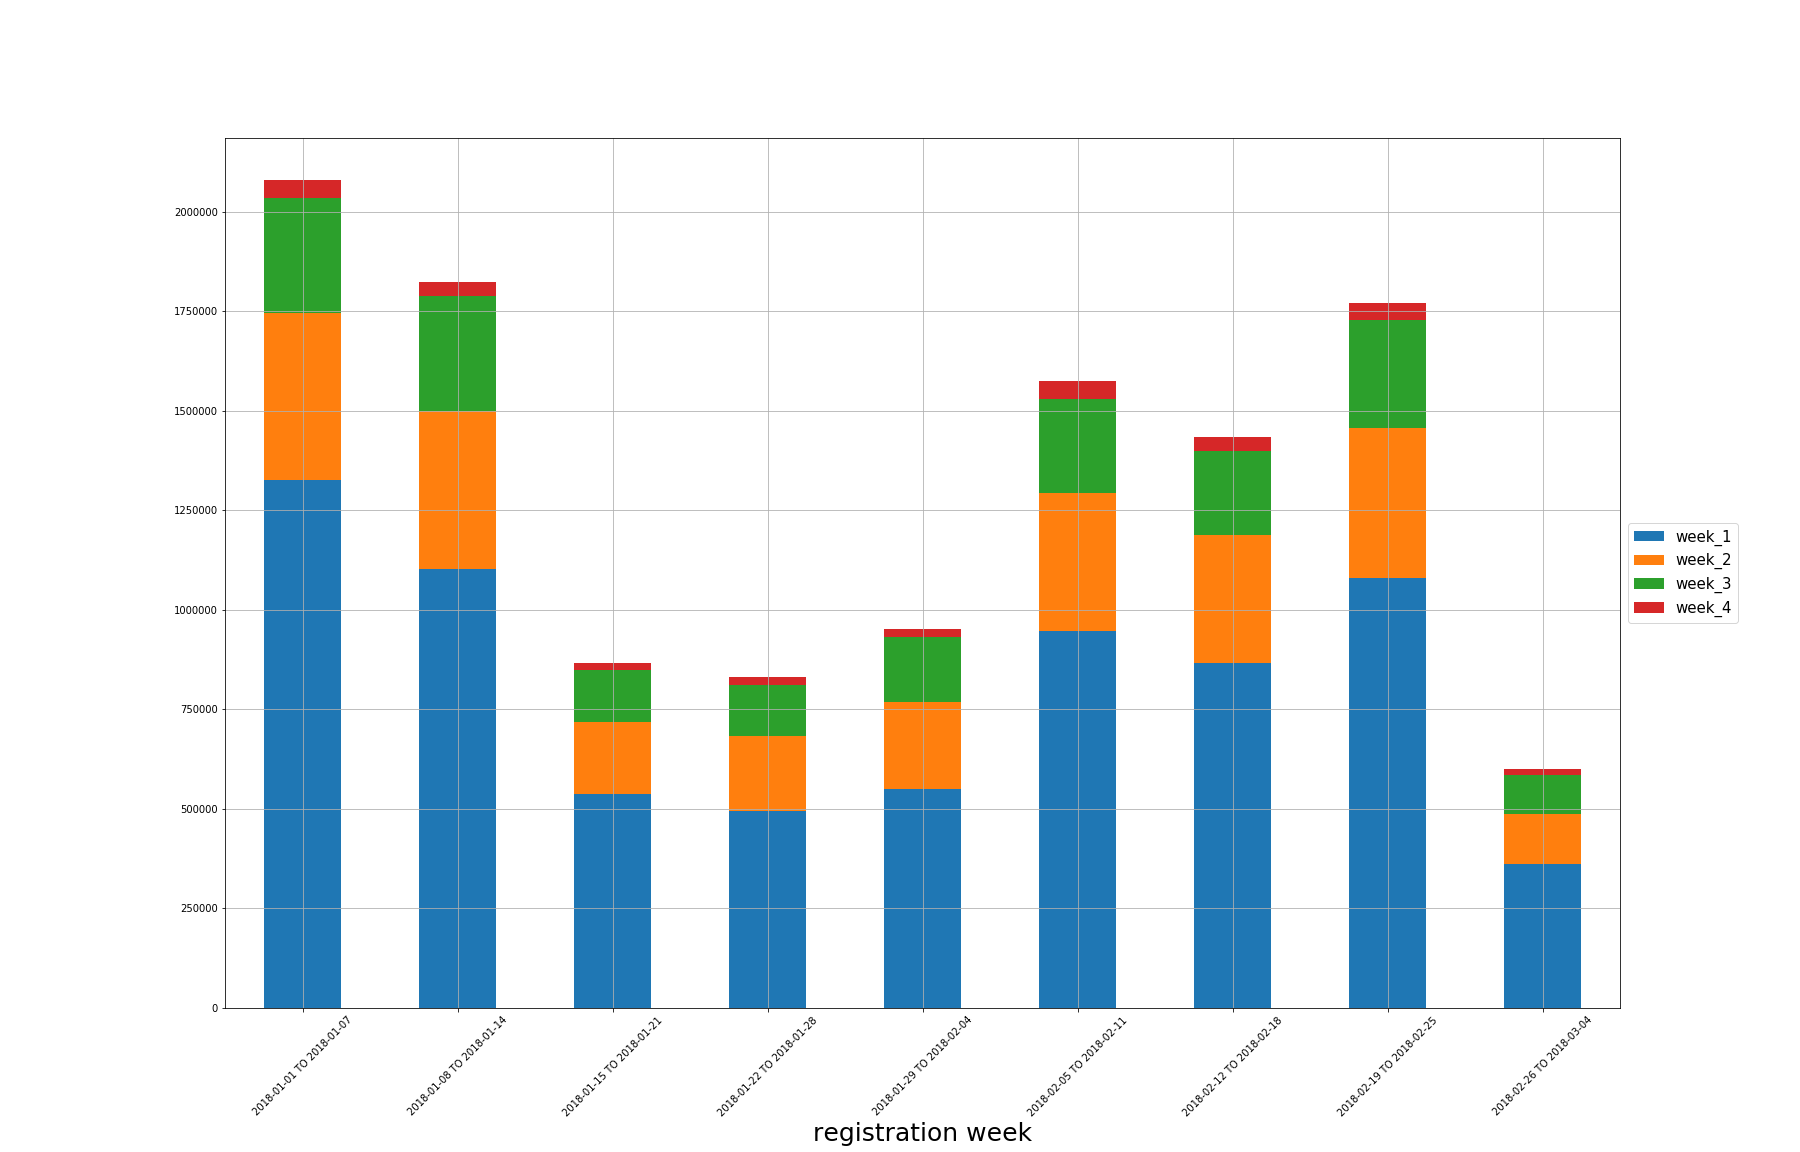 2000000
1750000
1500000
1250000
1000000
750000
500000
250000
0
week_1
week_2
week_3
week_4
2018-01-01 TO 2018-01-07
2018-01-08 TO 2018-01-14
2018-01-15 TO 2018-01-21
2018-01-22 TO 2018-01-28
2018-01-29 TO 2018-02-04
2018-02-05 TO 2018-02-11
2018-02-12 TO 2018-02-18
2018-02-19 TO 2018-02-25
2018-02-26 TO 2018-03-04
registration week